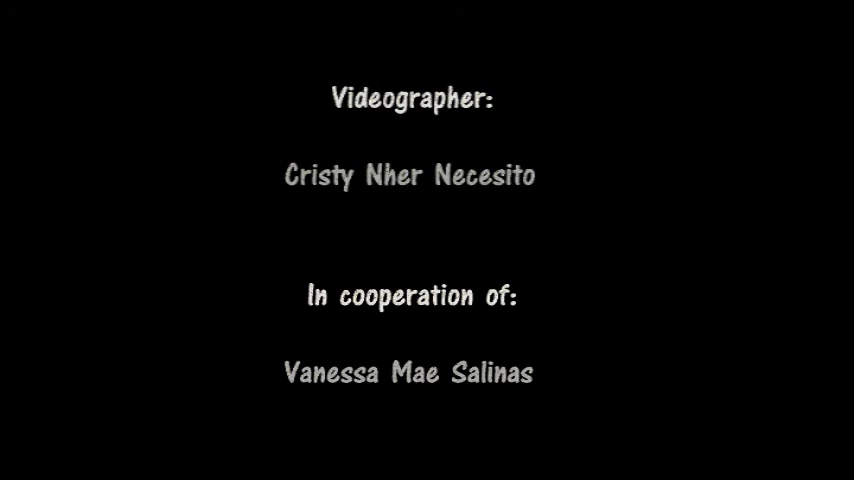 Videographer:
Cristy Nher Necesito
In cooperation of:
Vanessa Mae Salinas